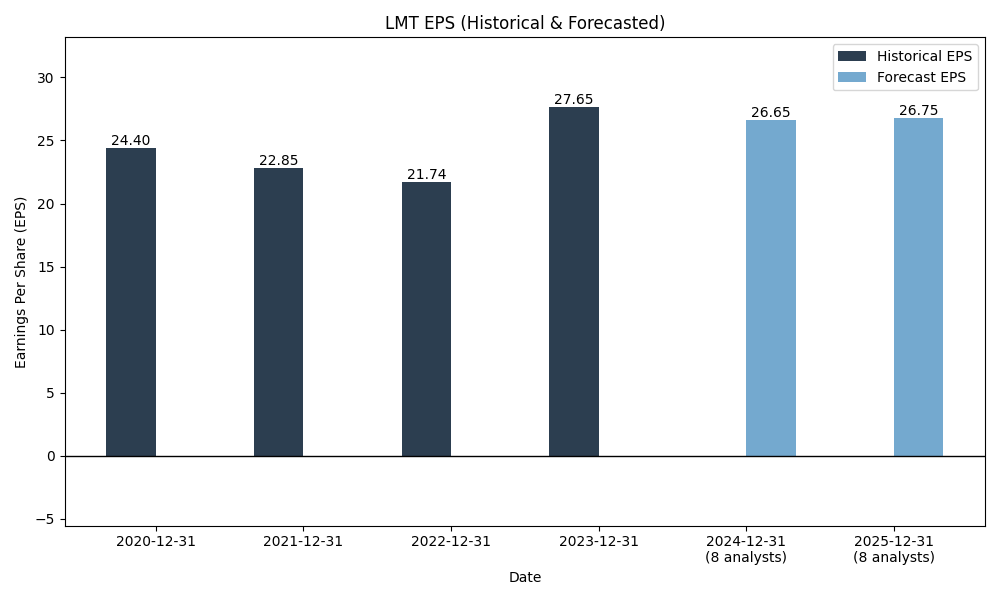 LMT EPS (Historical & Forecasted)
Historical EPS
Forecast EPS
Earnings Per Share (EPS)
30
25
20
15
10
5
0
−5
24.40
22.85
21.74
27.65
26.65
26.75
2020-12-31
2021-12-31
2022-12-31
2023-12-31
2024-12-31
(8 analysts)
2025-12-31
(8 analysts)
Date